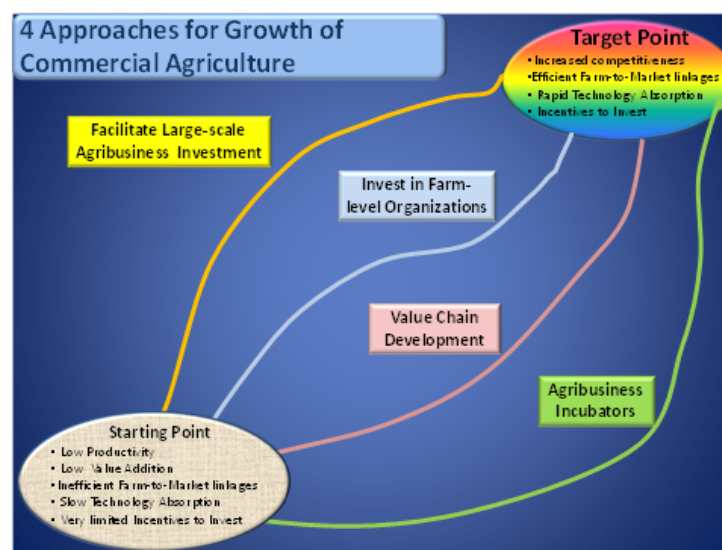 4 Approaches for Growth of
Commercial Agriculture
Target Point
• Increased competitiveness
• Efficient Farm-to-Market linkages
• Rapid Technology Absorption
• Incentives to Invest
Facilitate Large-scale
Agribusiness Investment
Invest in Farm-
level Organizations
Value Chain
Development
Agribusiness
Incubators
Starting Point
• Low Productivity
• Low Value Addition
• Inefficient Farm-to-Market linkages
• Slow Technology Absorption
• Very limited Incentives to Invest